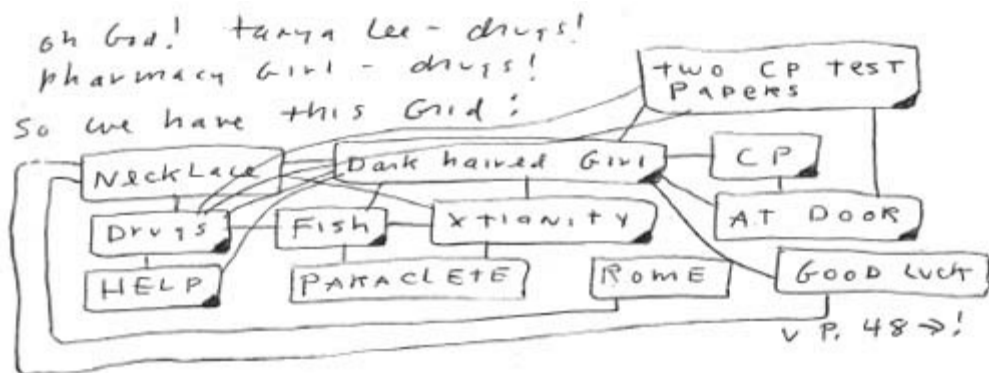 oh God! tanya Lee - drugs!
pharmacy Girl - drugs!
So we have this Grid:
two CP test
Papers
Necklace
Dark haired Girl
CP
Drugs
Fish
Xtianity
AT DOOR
HELP
PARACLETE
ROME
GOOD LUCK
v P. 48 →!